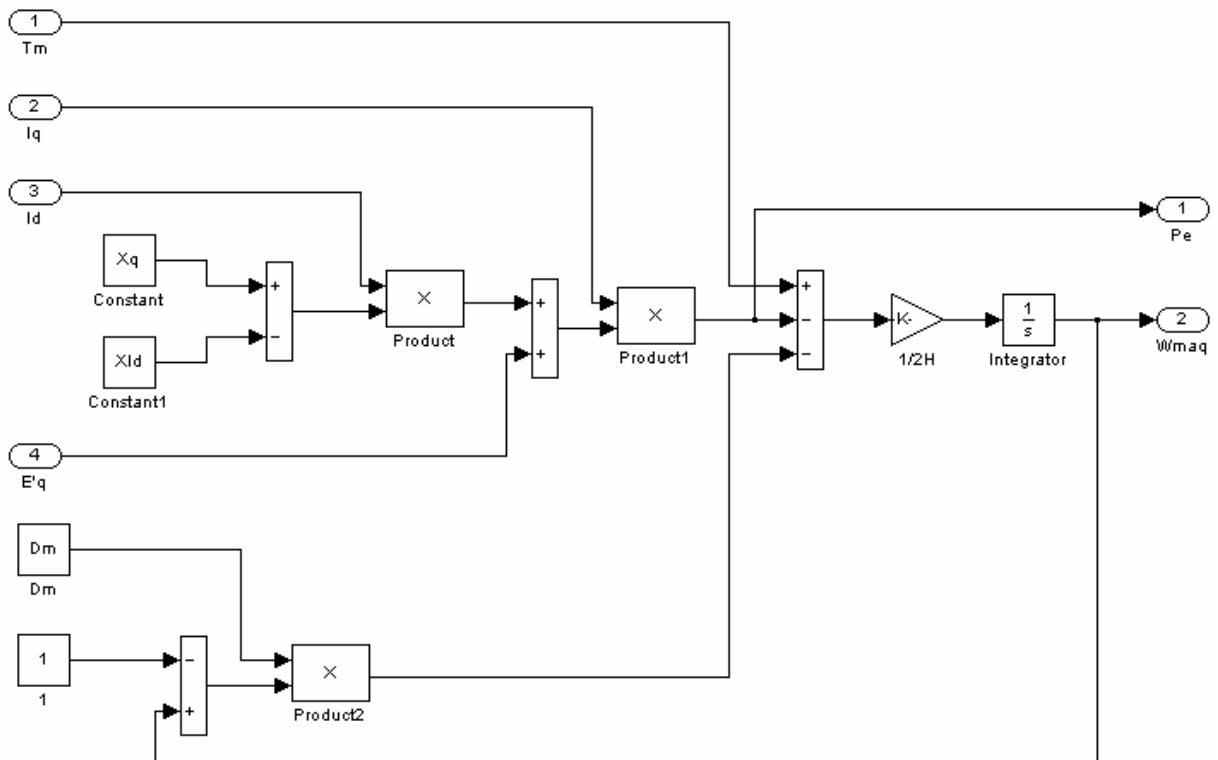 1
Tm
2
Iq
3
Id
Xq
Constant
Xld
Constant1
4
E'q
Dm
Dm
1
1
+
−
×
Product
+
+
×
Product1
−
+
×
Product2
+
−
−
K-
1/2H
1
s
Integrator
1
Pe
2
Wmaq